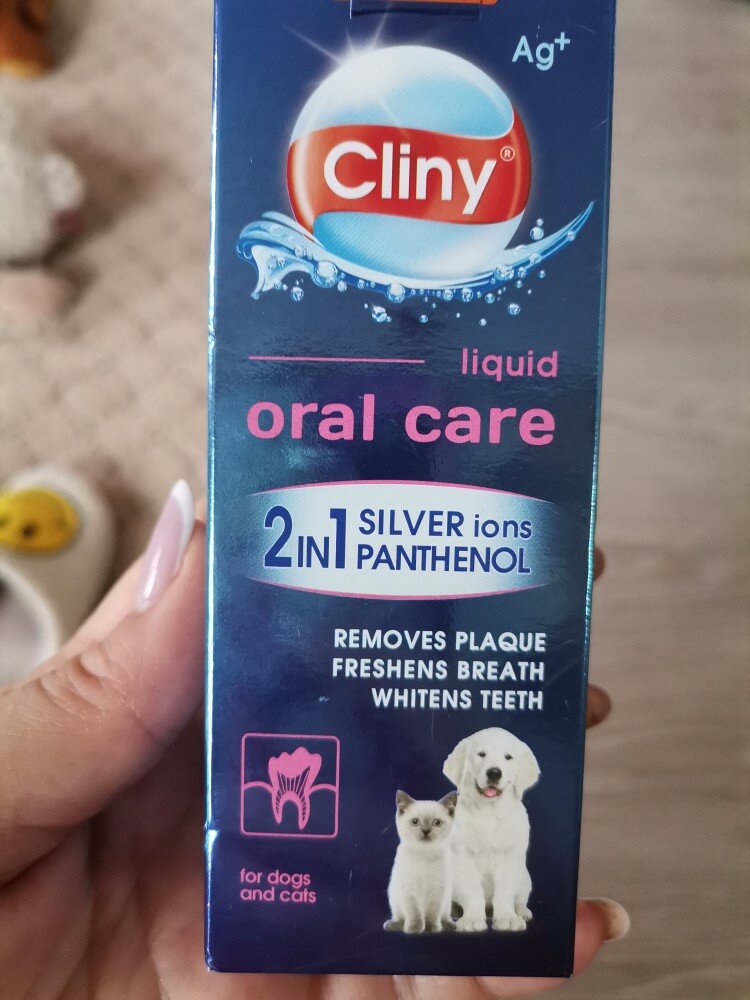 Ag+
Cliny®
liquid
oral care
2IN1 SILVER ions
PANTHENOL
REMOVES PLAQUE
FRESHENS BREATH
WHITENS TEETH
for dogs
and cats